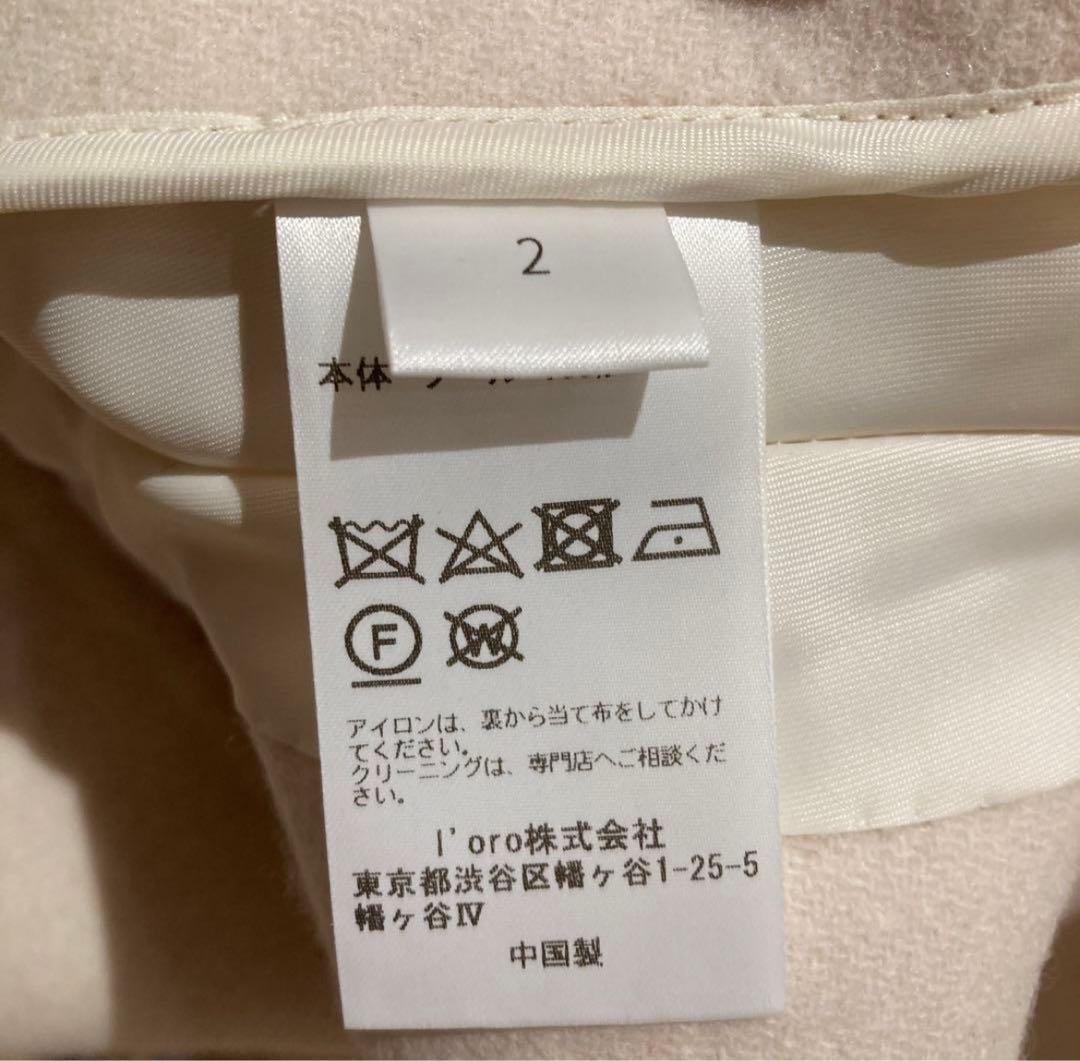 2
本体
F
W
アイロンは、裏から当て布をしてかけ
てください。
クリーニングは、専門店へご相談くだ
さい。
l'oro株式会社
東京都渋谷区幡ヶ谷1-25-5
幡ヶ谷Ⅳ
中国製